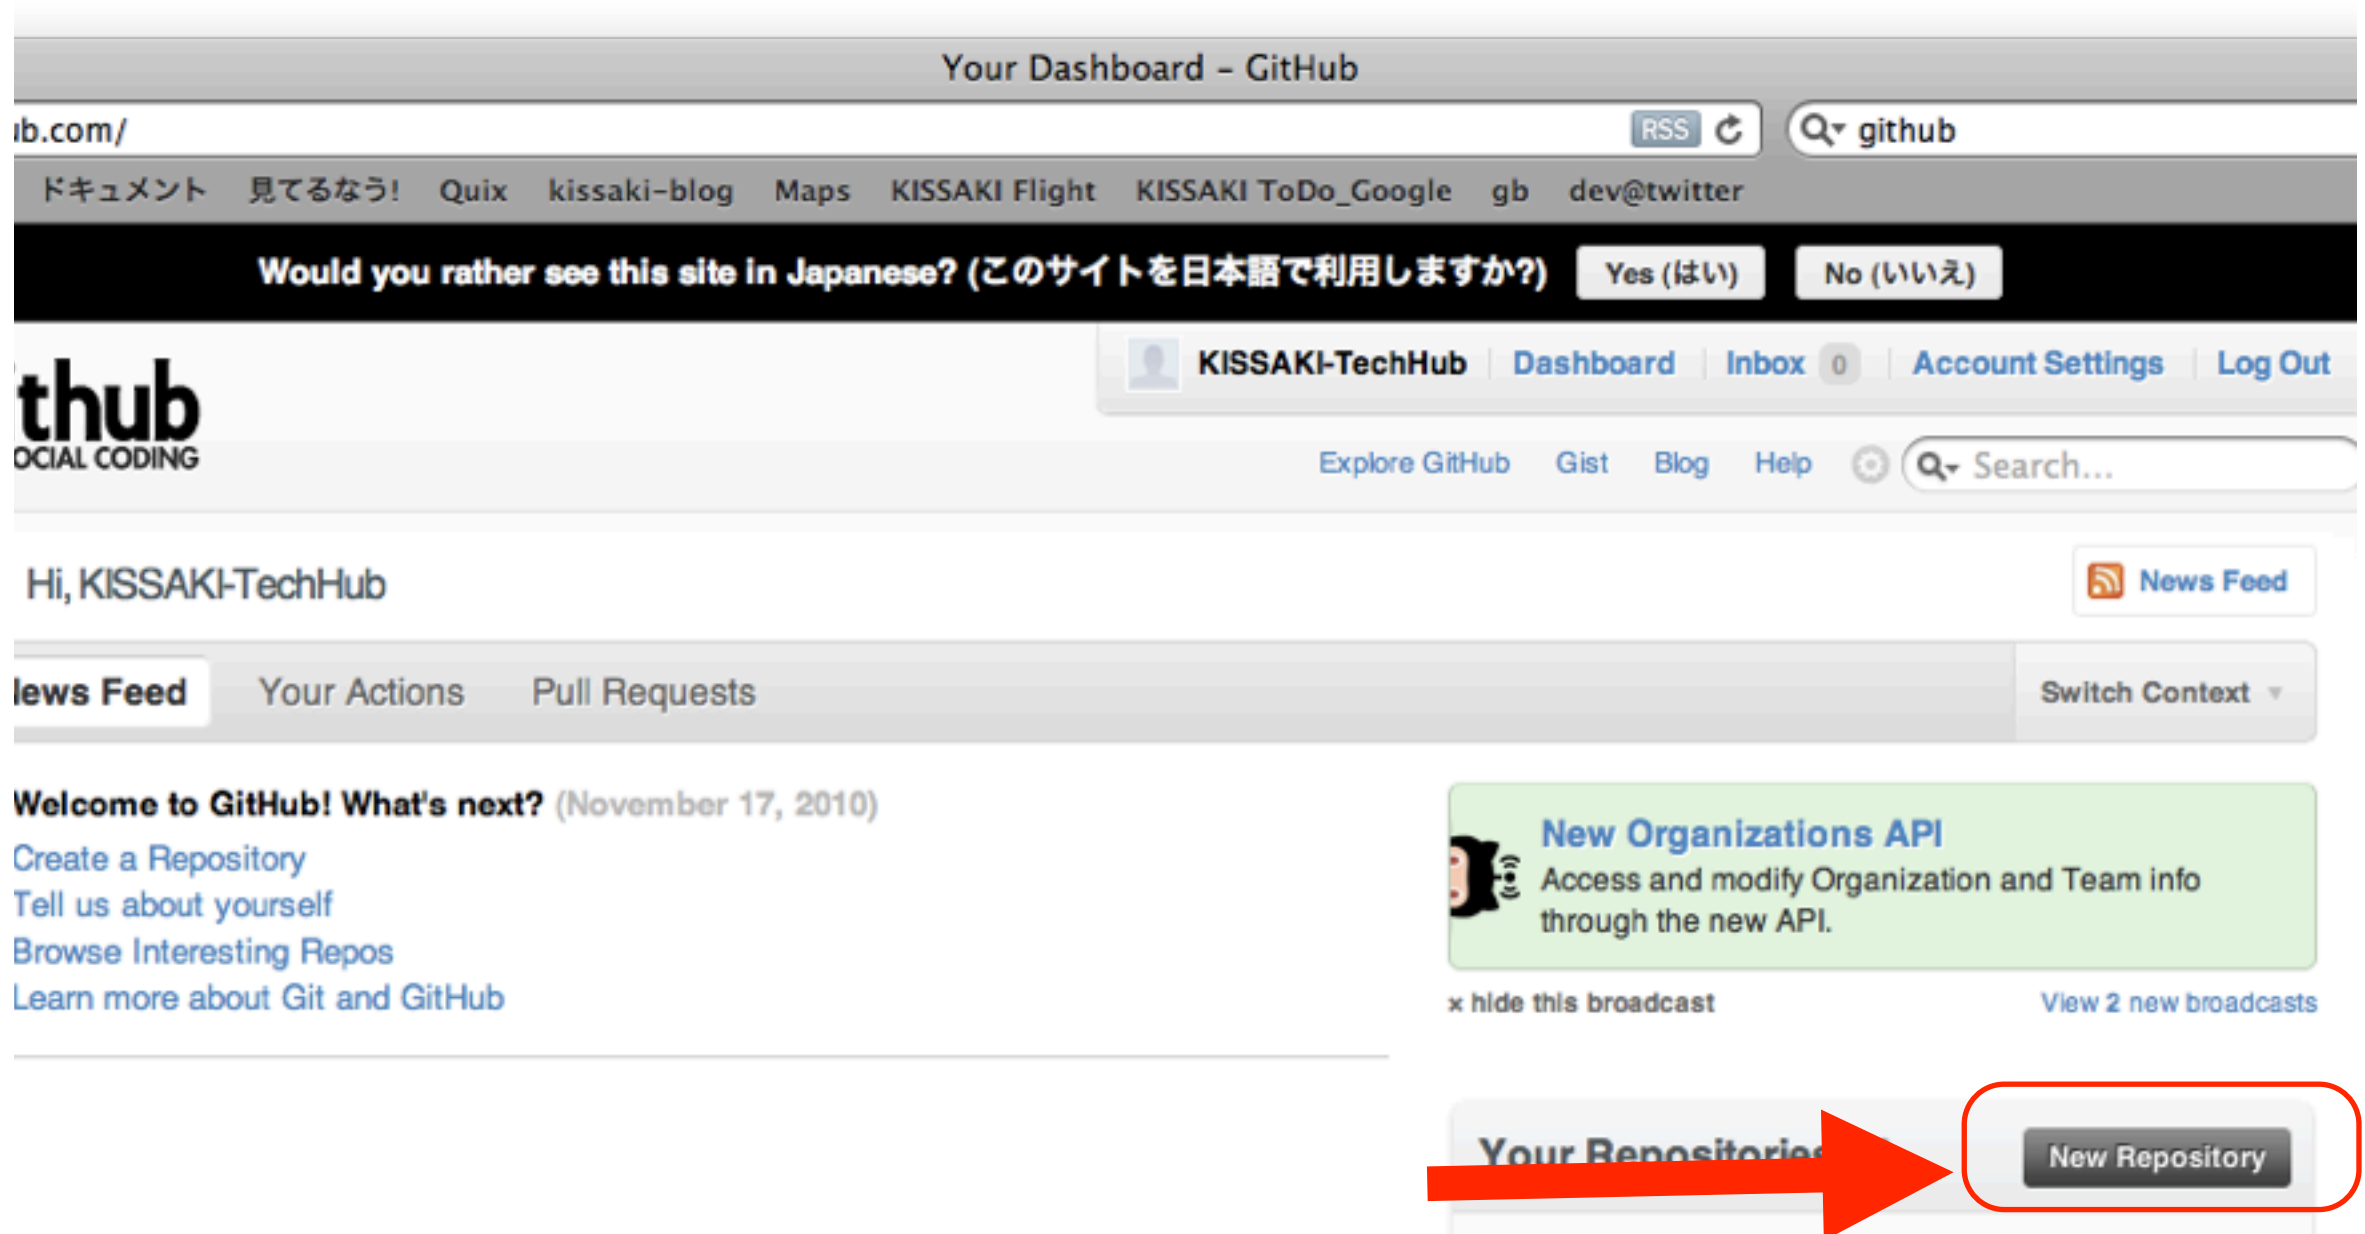 Your Dashboard – GitHub
ub.com/
RSS
github
ドキュメント 見てるなう! Quix kissaki-blog Maps KISSAKI Flight KISSAKI ToDo_Google gb dev@twitter
Would you rather see this site in Japanese? (このサイトを日本語で利用しますか?) Yes (はい) No (いいえ)
KISSAKI-TechHub Dashboard Inbox 0 Account Settings Log Out
thub
OCIAL CODING
Explore GitHub Gist Blog Help Search...
Hi, KISSAKI-TechHub
News Feed
News Feed Your Actions Pull Requests Switch Context
Welcome to GitHub! What's next? (November 17, 2010)
Create a Repository
Tell us about yourself
Browse Interesting Repos
Learn more about Git and GitHub
New Organizations API
Access and modify Organization and Team info
through the new API.
× hide this broadcast View 2 new broadcasts
Your Repositories New Repository